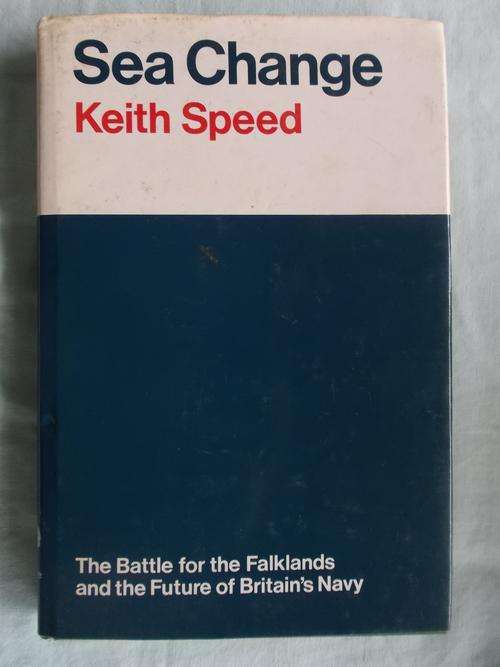 Sea Change
Keith Speed
The Battle for the Falklands
and the Future of Britain's Navy